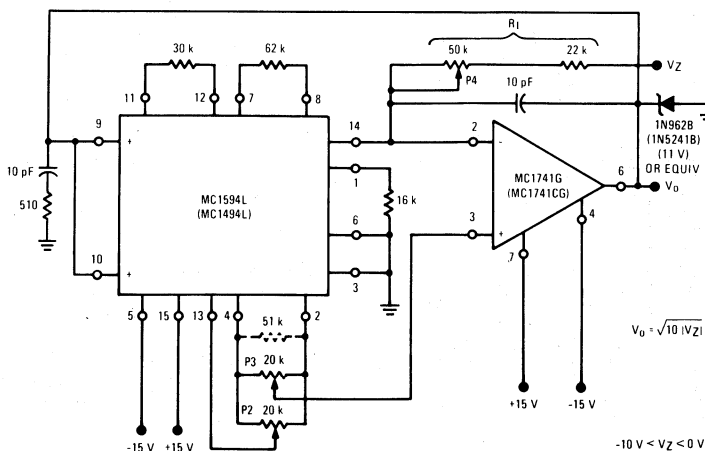 R1
30 k
62 k
50 k
22 k
VZ
P4
10 pF
11
12
7
8
9
14
2
-
1N962B
(1N5241B)
(11 V)
OR EQUIV
+
1
10 pF
MC1594L
(MC1494L)
MC1741G
(MC1741CG)
6
VO
510
16 k
4
6
3
+
10
+
3
7
5
15
13
4
2
51 k
VO = √10 |VZ|
P3
20 k
P2
20 k
+15 V
-15 V
-15 V
+15 V
-10 V < VZ < 0 V